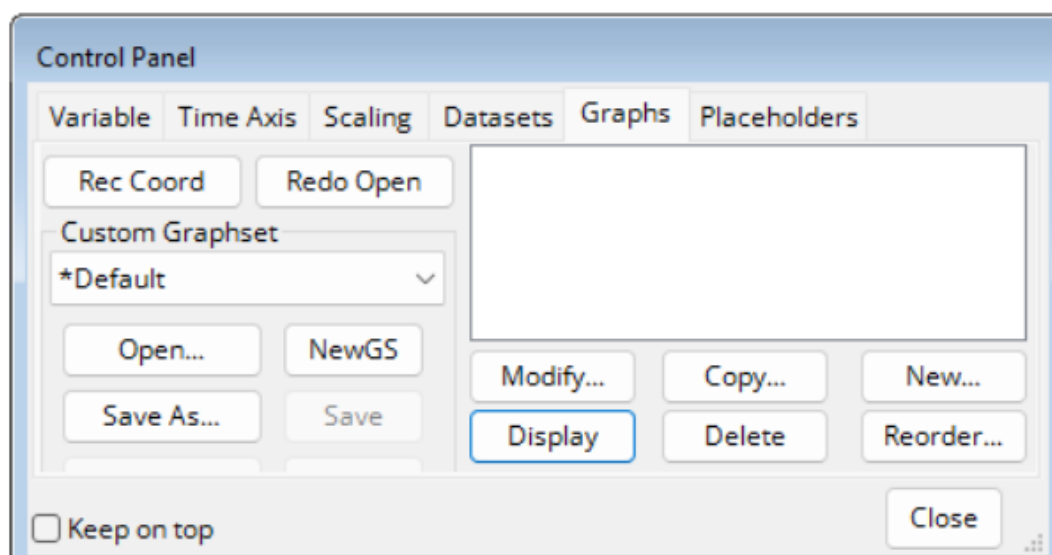 Control Panel
Variable Time Axis Scaling Datasets Graphs Placeholders
Rec Coord Redo Open
Custom Graphset
*Default
Open... NewGS
Save As... Save
Modify... Copy... New...
Display Delete Reorder...
Keep on top
Close